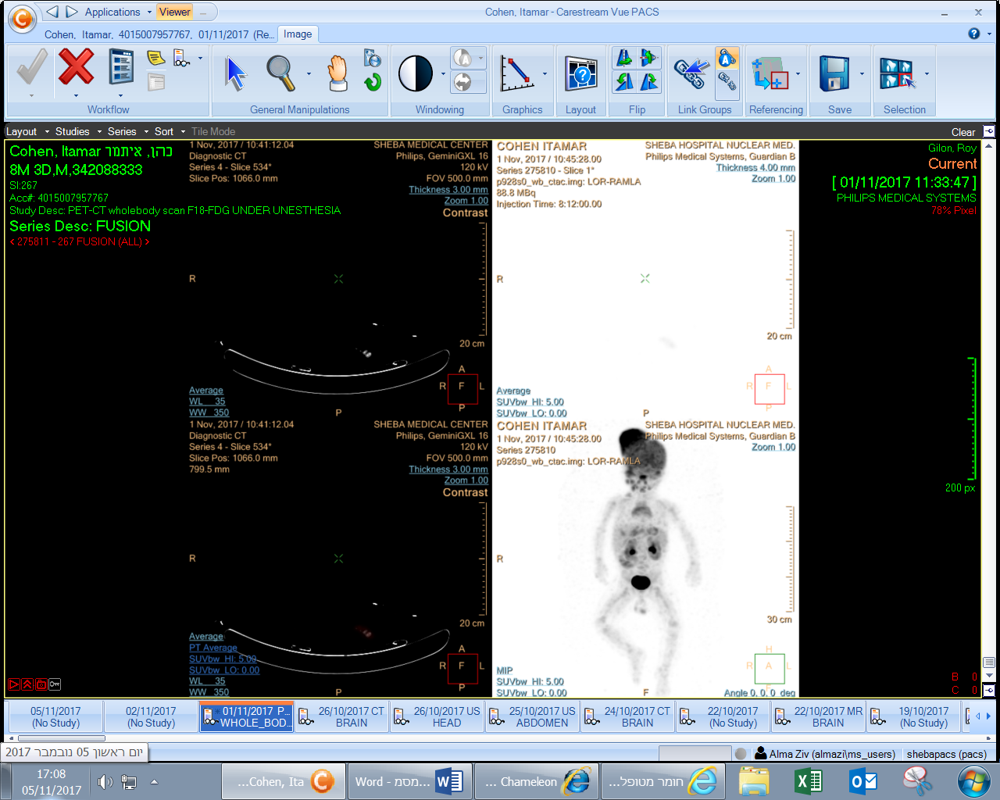 Applications Viewer
Cohen, Itamar - Carestream Vue PACS
Cohen, Itamar, 4015007957767, 01/11/2017 (Re... Image
Workflow General Manipulations Windowing Graphics Layout Flip Link Groups Referencing Save Selection
Layout Studies Series Sort Tile Mode Clear
Cohen, Itamar כהן, איתמר
8M 3D,M,342088333
SI:267
Acc#: 4015007957767
Study Desc: PET-CT wholebody scan F18-FDG UNDER UNESTHESIA
Series Desc: FUSION
< 275811 - 267 FUSION (ALL) >
1 Nov, 2017 / 10:41:12.04
Diagnostic CT
Series 4 - Slice 534*
Slice Pos: 1066.0 mm
SHEBA MEDICAL CENTER
Philips, GeminiGXL 16
120 kV
FOV 500.0 mm
Thickness 3.00 mm
Zoom 1.00
Contrast
R
20 cm
A
R F L
P
Average
WL 35
WW 350
P
COHEN ITAMAR
1 Nov, 2017 / 10:45:28.00
Series 275810 - Slice 1*
p928s0_wb_ctac.img: LOR-RAMLA
88.8 MBq
Injection Time: 8:12:00.00
SHEBA HOSPITAL NUCLEAR MED.
Philips Medical Systems, Guardian B
Thickness 4.00 mm
Zoom 1.00
R
20 cm
A
R F L
P
Average
SUVbw_HI: 5.00
SUVbw_LO: 0.00
P
Gilon, Roy
Current
[ 01/11/2017 11:33:47 ]
PHILIPS MEDICAL SYSTEMS
78% Pixel
1 Nov, 2017 / 10:41:12.04
Diagnostic CT
Series 4 - Slice 534*
Slice Pos: 1066.0 mm
799.5 mm
SHEBA MEDICAL CENTER
Philips, GeminiGXL 16
120 kV
FOV 500.0 mm
Thickness 3.00 mm
Zoom 1.00
Contrast
R
20 cm
A
R F L
P
Average
PT Average
SUVbw_HI: 5.00
SUVbw_LO: 0.00
WL 35
WW 350
P
COHEN ITAMAR
1 Nov, 2017 / 10:45:28.00
Series 275810
p928s0_wb_ctac.img: LOR-RAMLA
SHEBA HOSPITAL NUCLEAR MED.
Philips Medical Systems, Guardian B
Zoom 1.00
R
30 cm
H
R A L
F
MIP
SUVbw_HI: 5.00
SUVbw_LO: 0.00
F
Angle 0, 0, 0 deg
200 px
B 0
C 0
05/11/2017
(No Study)
02/11/2017
(No Study)
01/11/2017 P...
WHOLE_BOD...
26/10/2017 CT
BRAIN
26/10/2017 US
HEAD
25/10/2017 US
ABDOMEN
24/10/2017 CT
BRAIN
22/10/2017
(No Study)
22/10/2017 MR
BRAIN
19/10/2017
(No Study)
יום ראשון 05 נובמבר 2017
Alma Ziv (almazi\ms_users) shebapacs (pacs)
17:08
05/11/2017
...Cohen, Ita
Word - מסמ...
... Chameleon
חומר מטופל...